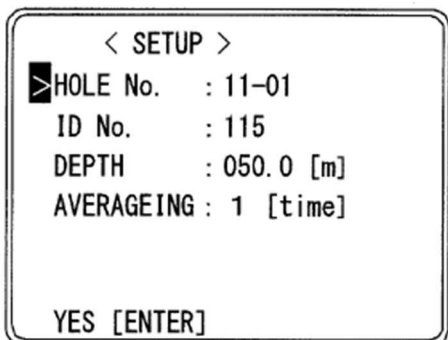 < SETUP >
>HOLE No. : 11-01
ID No. : 115
DEPTH : 050.0 [m]
AVERAGEING : 1 [time]
YES [ENTER]